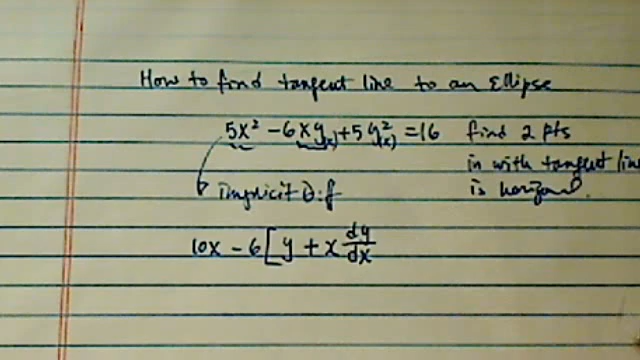 How to find tangent line to an Ellipse
5x² - 6xy(x) + 5y²(x) = 16 find 2 pts
in with tangent line
implicit Dif is horizontal.
10x - 6[y + x dy/dx